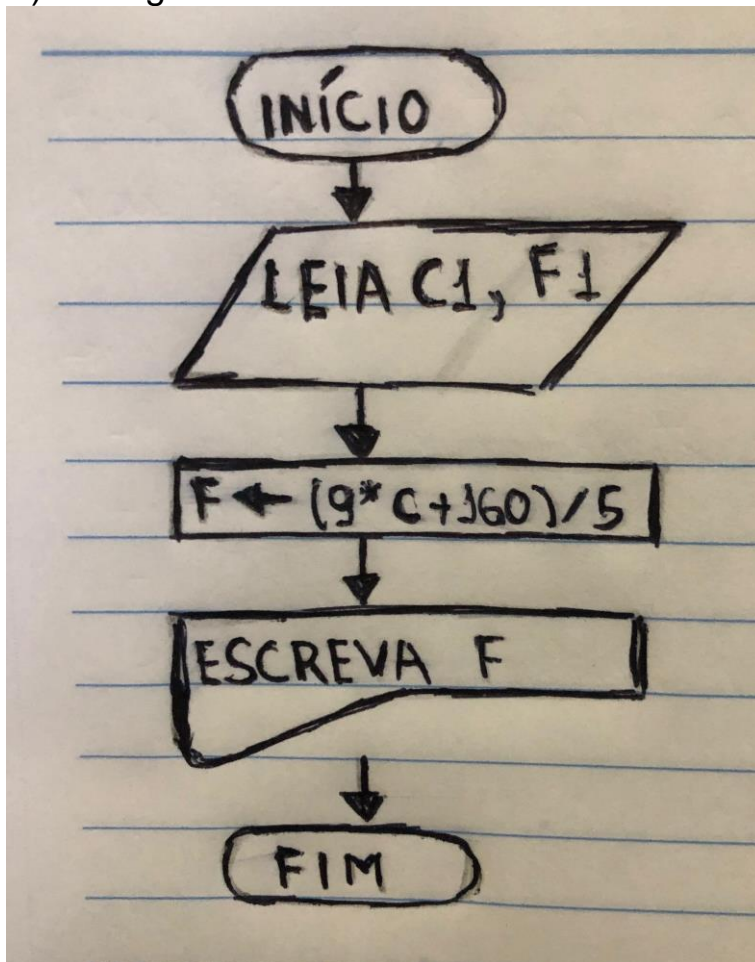 INÍCIO
LEIA C1, F1
F ← (9* C+160)/5
ESCREVA F
FIM